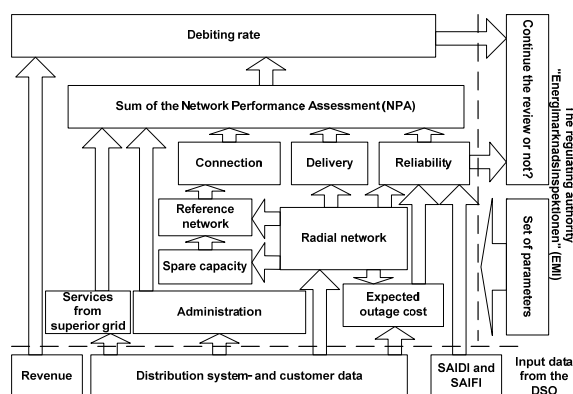 Debiting rate
Sum of the Network Performance Assessment (NPA)
Connection
Delivery
Reliability
Reference
network
Radial network
Spare capacity
Services
from
superior grid
Administration
Expected
outage cost
Revenue
Distribution system- and customer data
SAIDI and
SAIFI
Input data
from the
DSO
Continue the review or not?
Set of parameters
The regulating authority
"Energimarknadsinspektionen" (EMI)